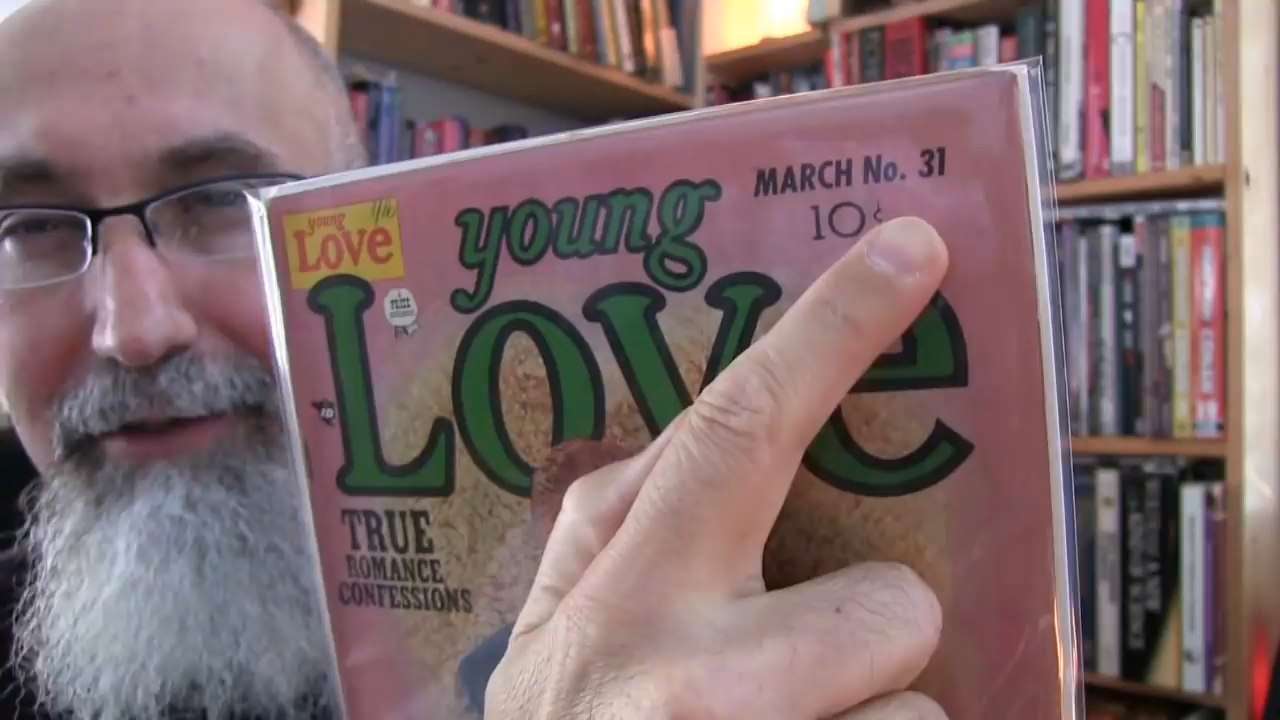 MARCH No. 31
10¢
young
LOVE
young
LOVE
TRUE
ROMANCE
CONFESSIONS